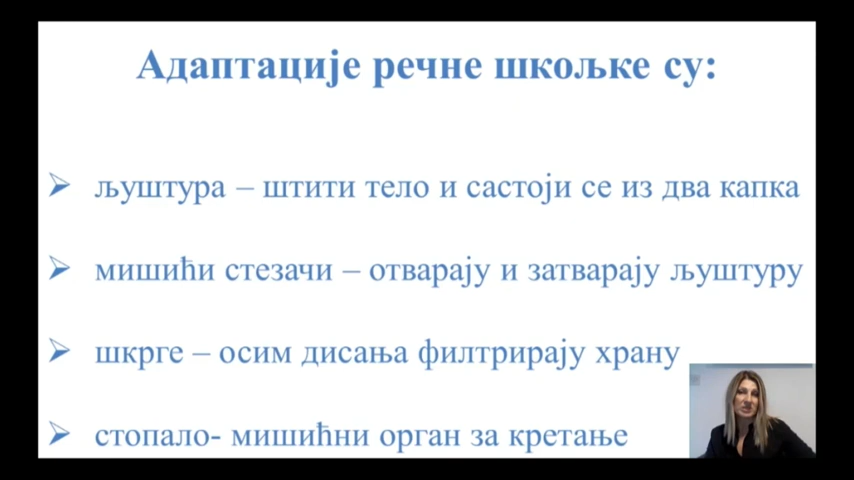 Адаптације речне шкољке су:
љуштура – штити тело и састоји се из два капка
мишићи стезачи – отварају и затварају љуштуру
шкрге – осим дисања филтрирају храну
стопало- мишићни орган за кретање